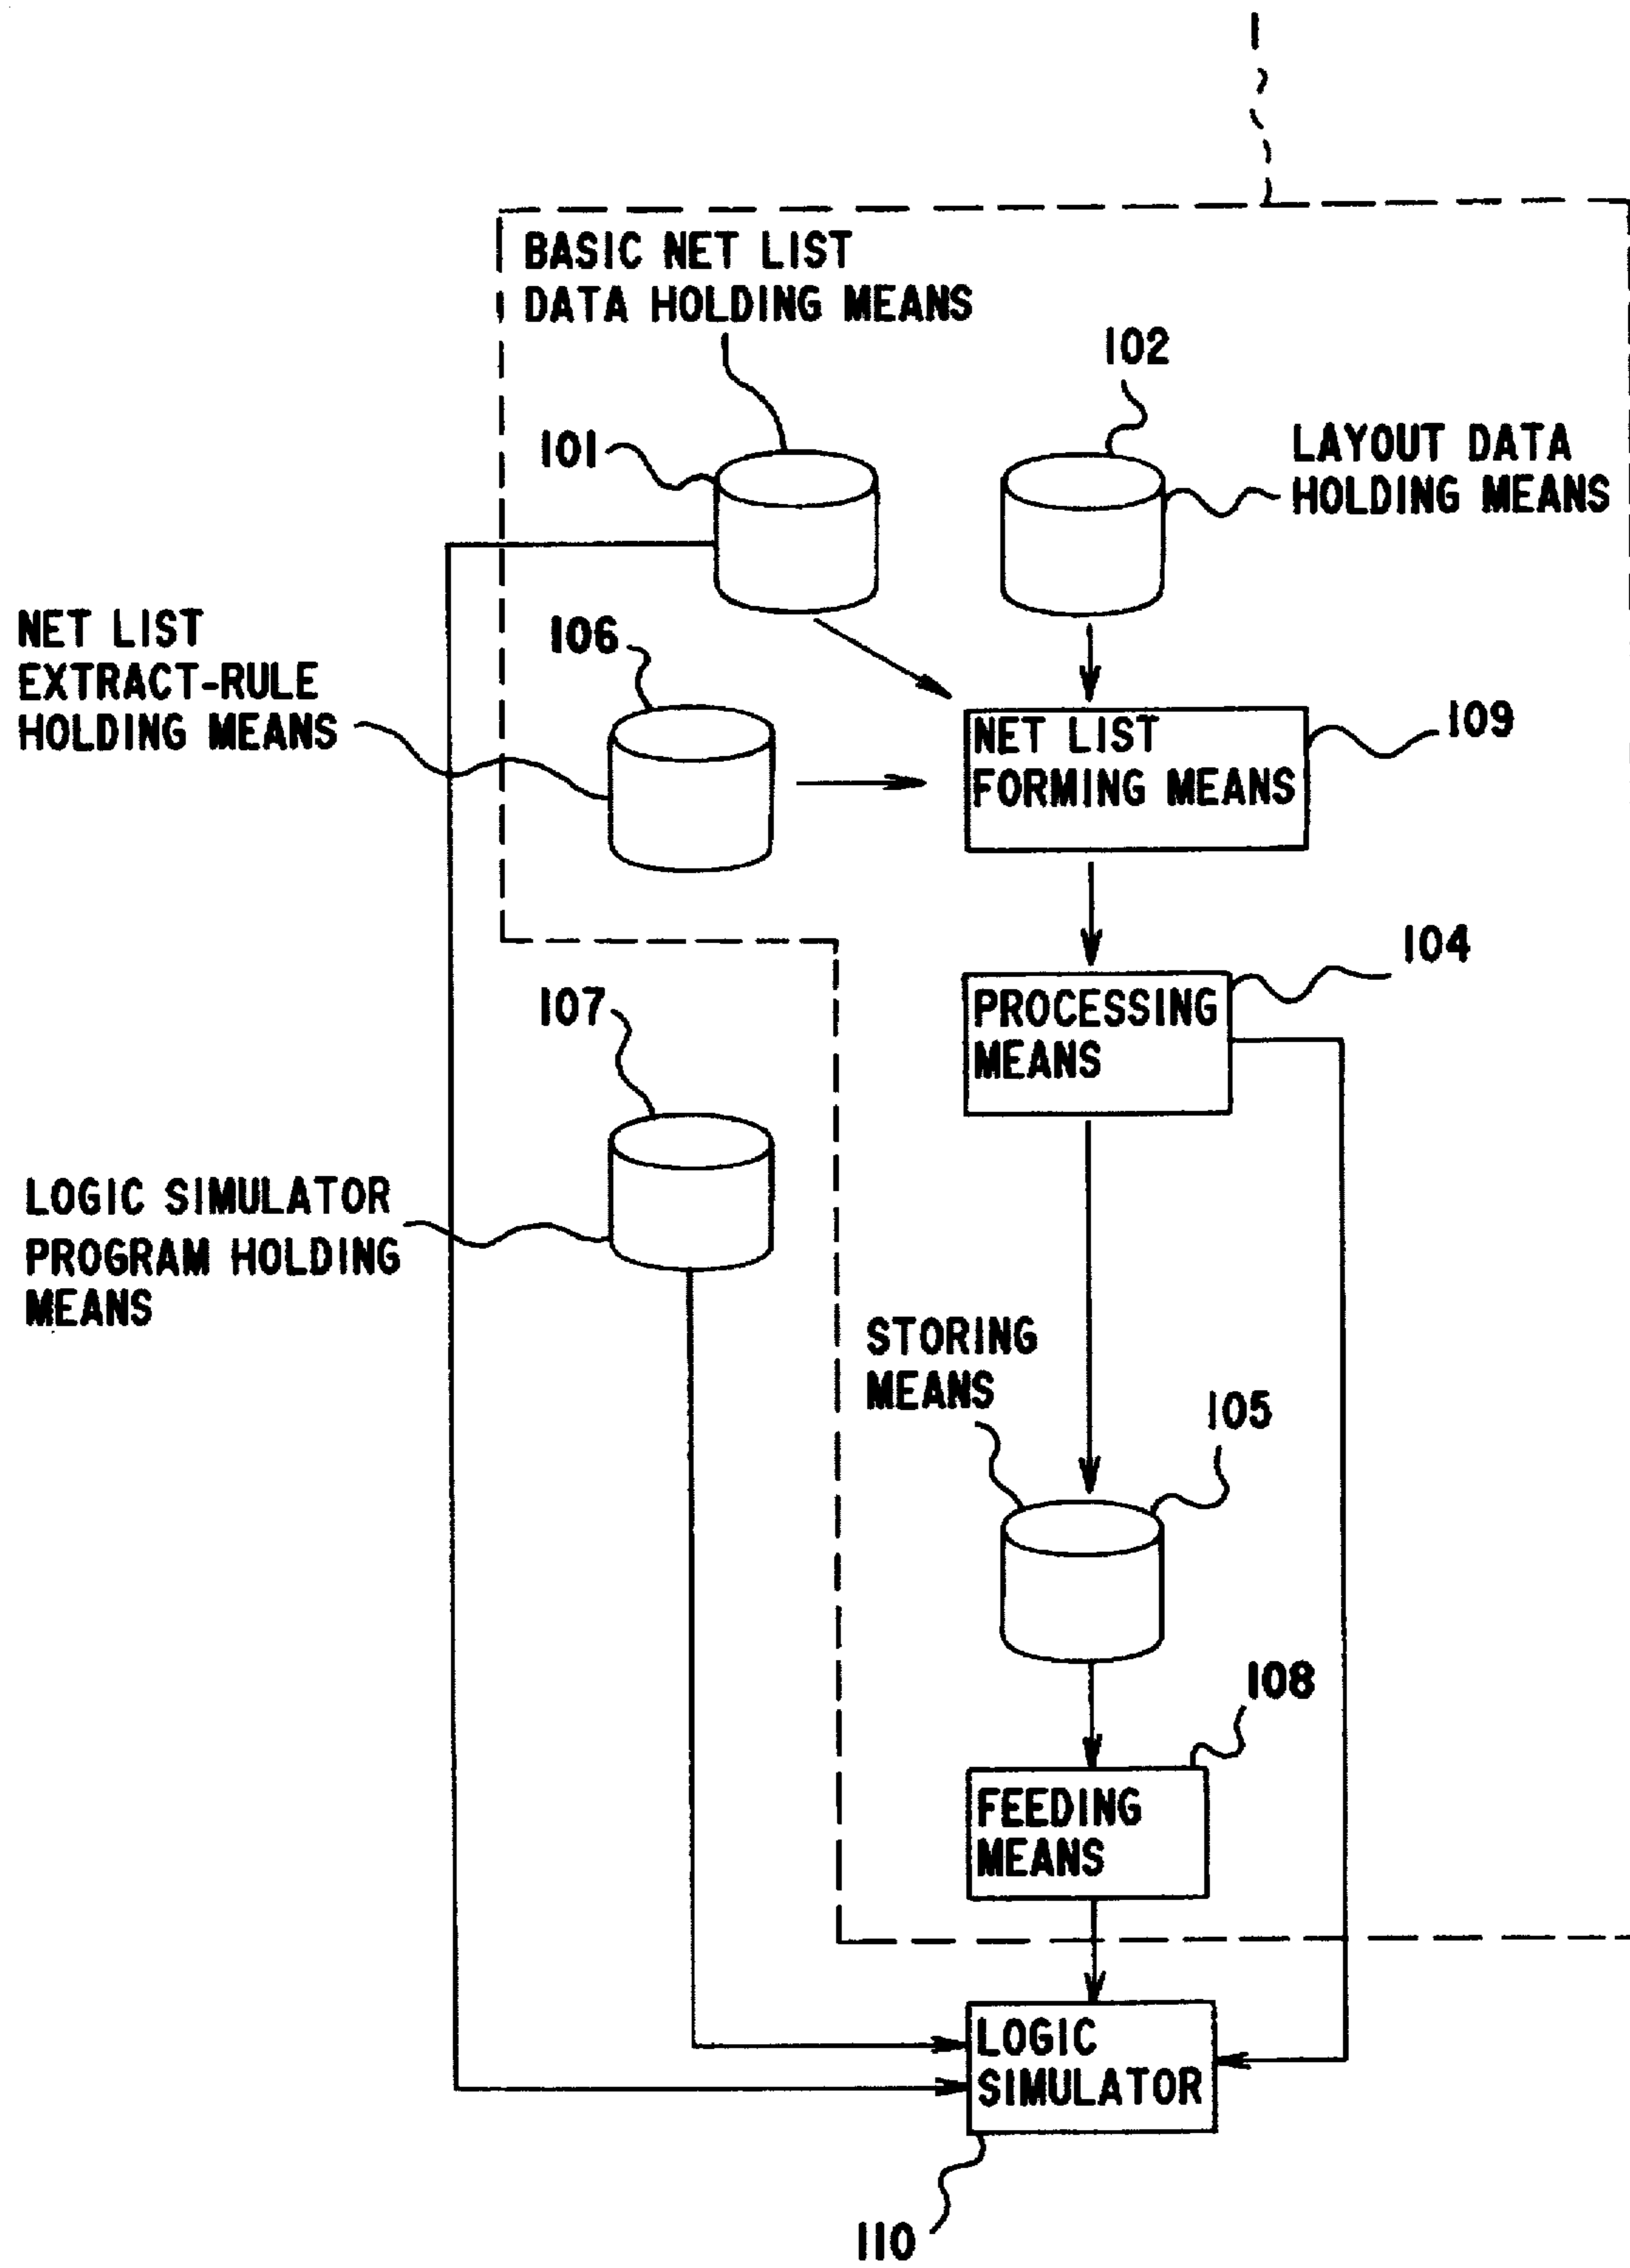 BASIC NET LIST
DATA HOLDING MEANS
102
101
LAYOUT DATA
HOLDING MEANS
NET LIST
EXTRACT-RULE
HOLDING MEANS
106
109
NET LIST
FORMING MEANS
104
PROCESSING
MEANS
107
LOGIC SIMULATOR
PROGRAM HOLDING
MEANS
STORING
MEANS
105
108
FEEDING
MEANS
LOGIC
SIMULATOR
110